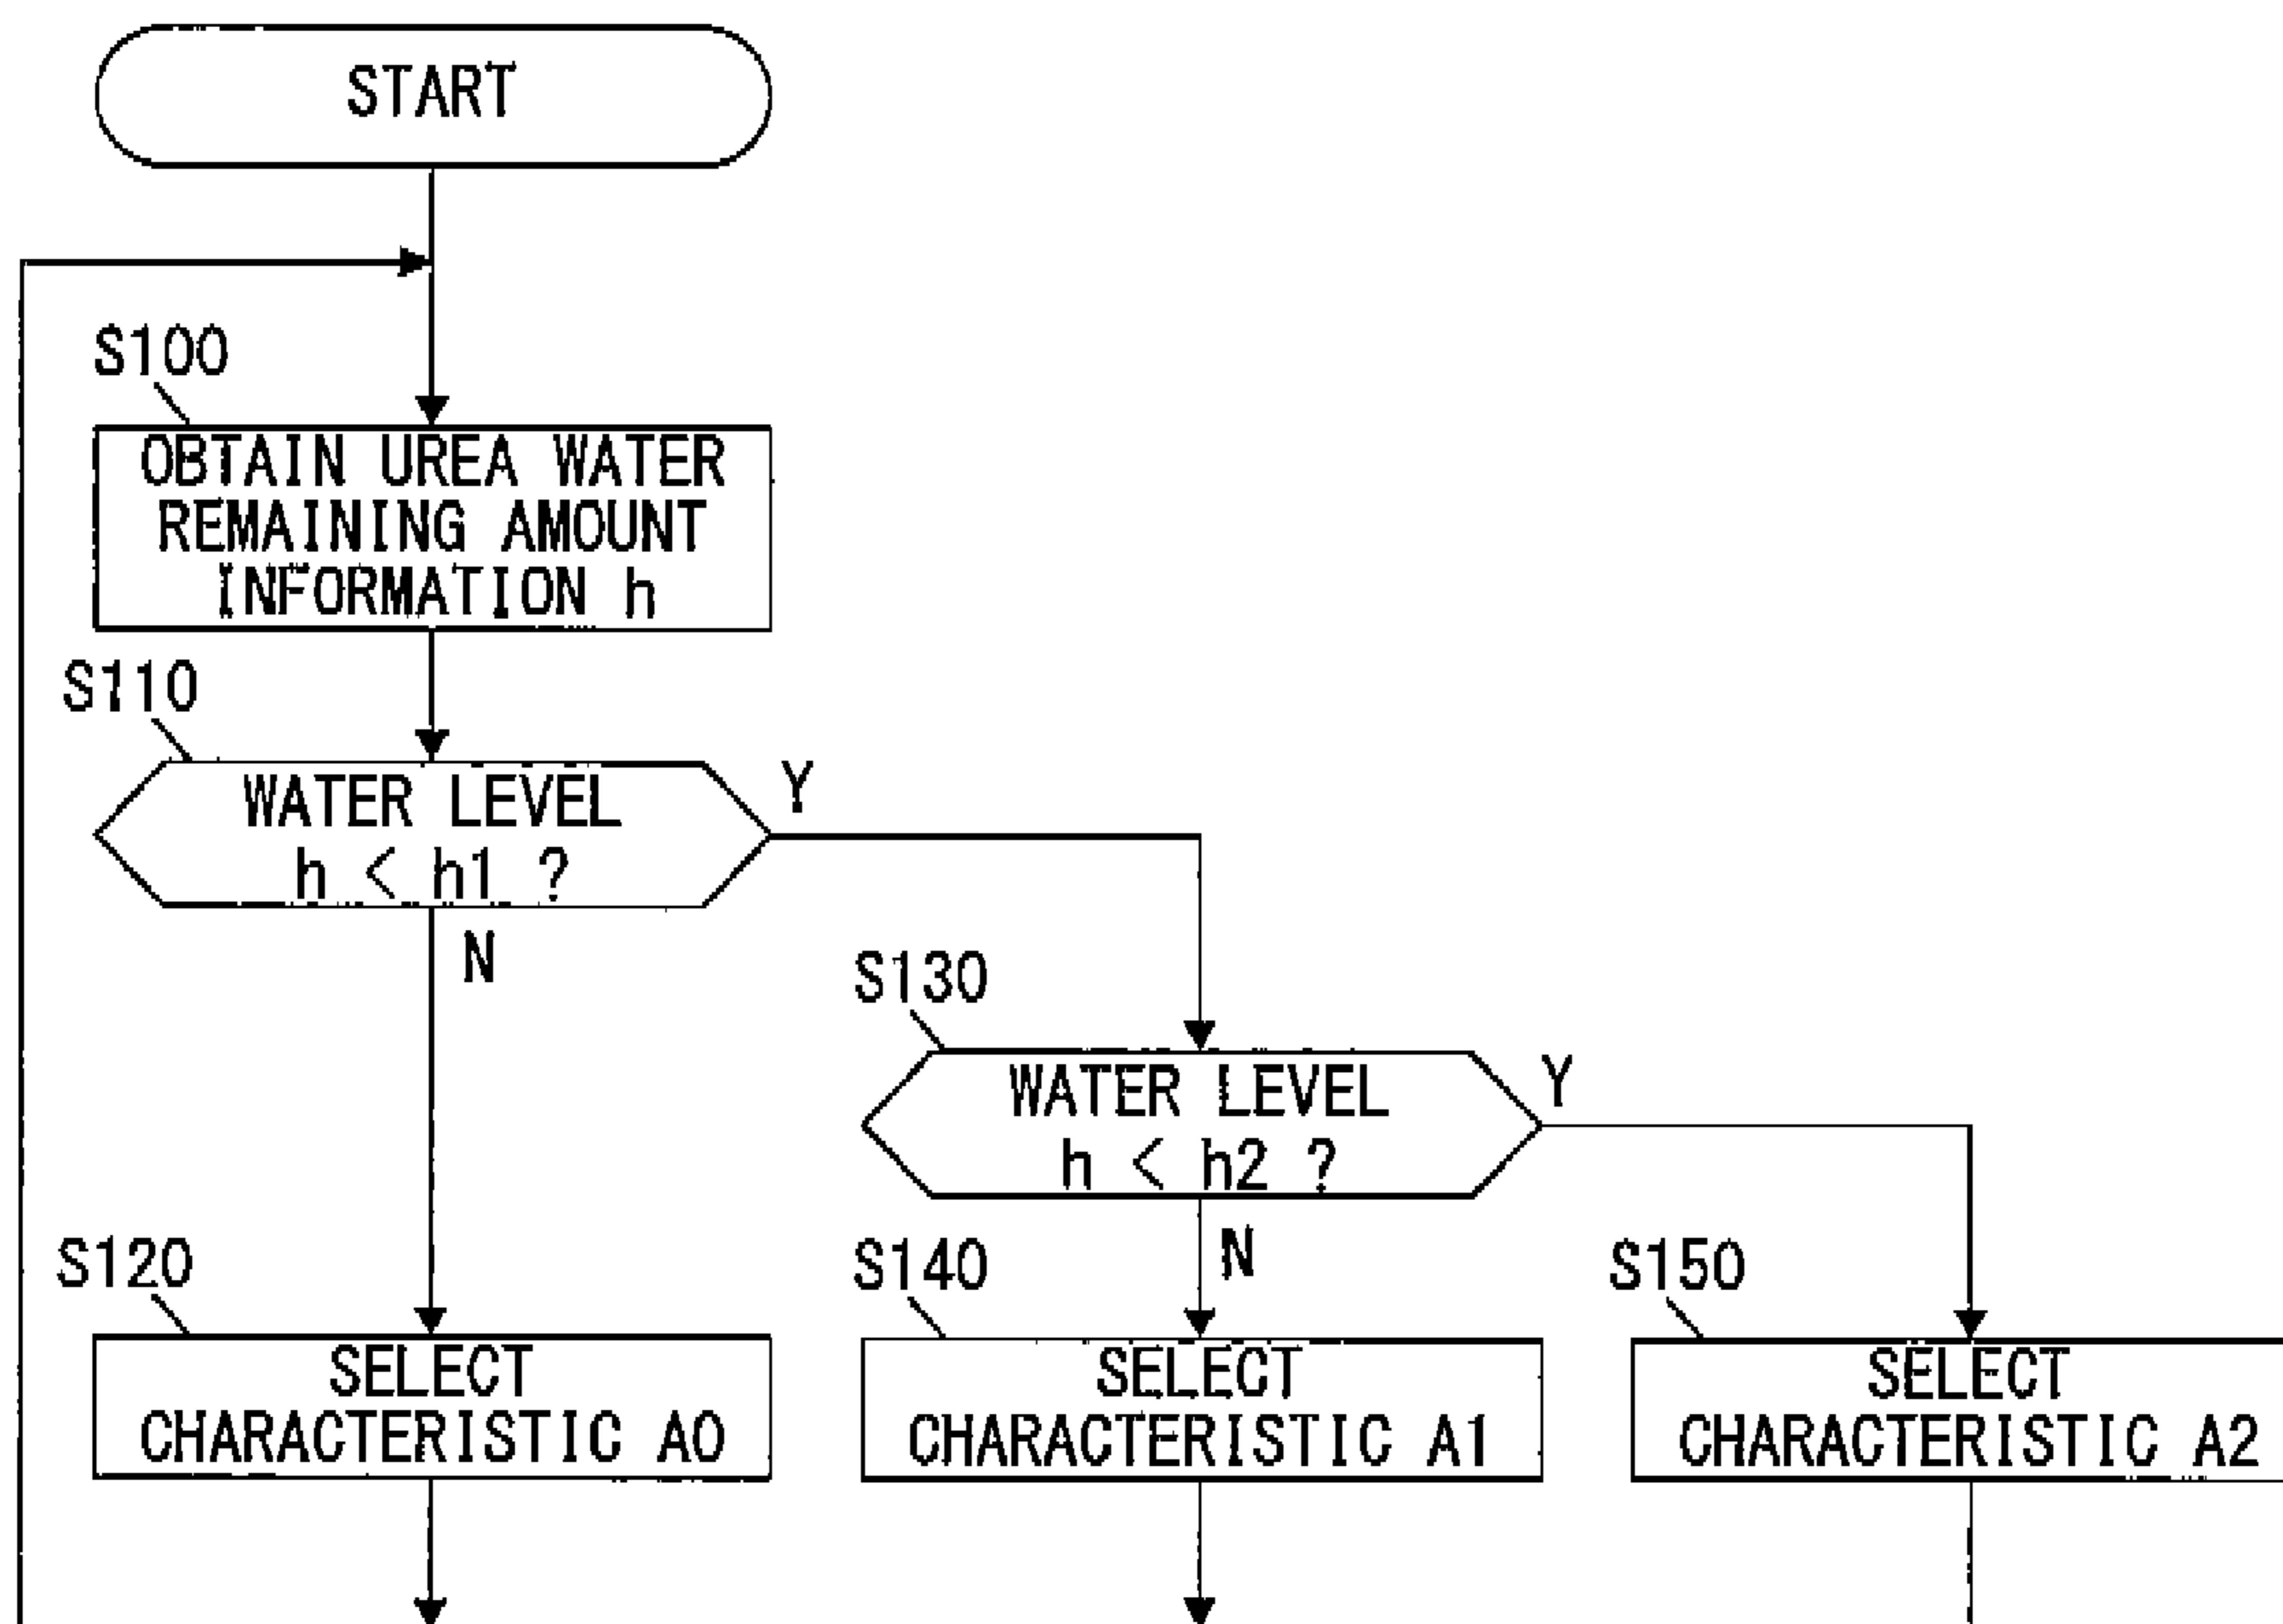 START
S100
OBTAIN UREA WATER
REMAINING AMOUNT
INFORMATION h
S110
WATER LEVEL
h < h1 ?
Y
N
S130
WATER LEVEL
h < h2 ?
Y
N
S120
SELECT
CHARACTERISTIC A0
S140
SELECT
CHARACTERISTIC A1
S150
SELECT
CHARACTERISTIC A2